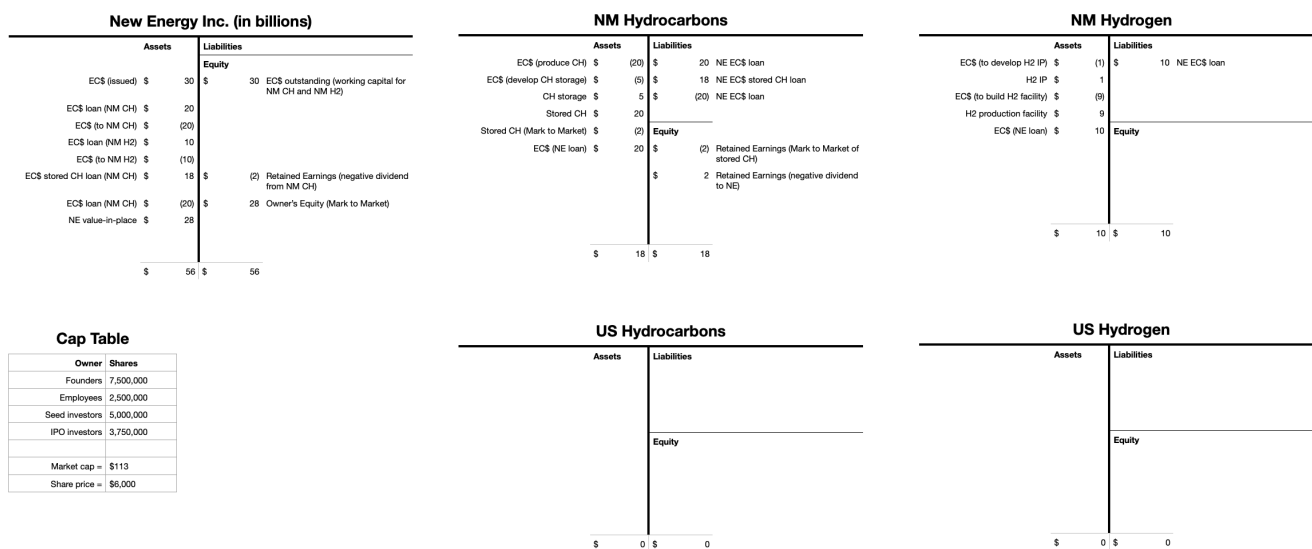 New Energy Inc. (in billions)
Assets Liabilities
Equity
EC$ (issued) $ 30 $ 30 EC$ outstanding (working capital for
NM CH and NM H2)
EC$ loan (NM CH) $ 20
EC$ (to NM CH) $ (20)
EC$ loan (NM H2) $ 10
EC$ (to NM H2) $ (10)
EC$ stored CH loan (NM CH) $ 18 $ (2) Retained Earnings (negative dividend
from NM CH)
EC$ loan (NM CH) $ (20) $ 28 Owner's Equity (Mark to Market)
NE value-in-place $ 28
$ 56 $ 56
NM Hydrocarbons
Assets Liabilities
EC$ (produce CH) $ (20) $ 20 NE EC$ loan
EC$ (develop CH storage) $ (5) $ 18 NE EC$ stored CH loan
CH storage $ 5 $ (20) NE EC$ loan
Stored CH $ 20
Stored CH (Mark to Market) $ (2) Equity
EC$ (NE loan) $ 20 $ (2) Retained Earnings (Mark to Market of
stored CH)
$ 2 Retained Earnings (negative dividend
to NE)
$ 18 $ 18
NM Hydrogen
Assets Liabilities
EC$ (to develop H2 IP) $ (1) $ 10 NE EC$ loan
H2 IP $ 1
EC$ (to build H2 facility) $ (9)
H2 production facility $ 9
EC$ (NE loan) $ 10 Equity
$ 10 $ 10
Cap Table
Owner Shares
Founders 7,500,000
Employees 2,500,000
Seed investors 5,000,000
IPO investors 3,750,000
Market cap = $113
Share price = $6,000
US Hydrocarbons
Assets Liabilities
Equity
$ 0 $ 0
US Hydrogen
Assets Liabilities
Equity
$ 0 $ 0